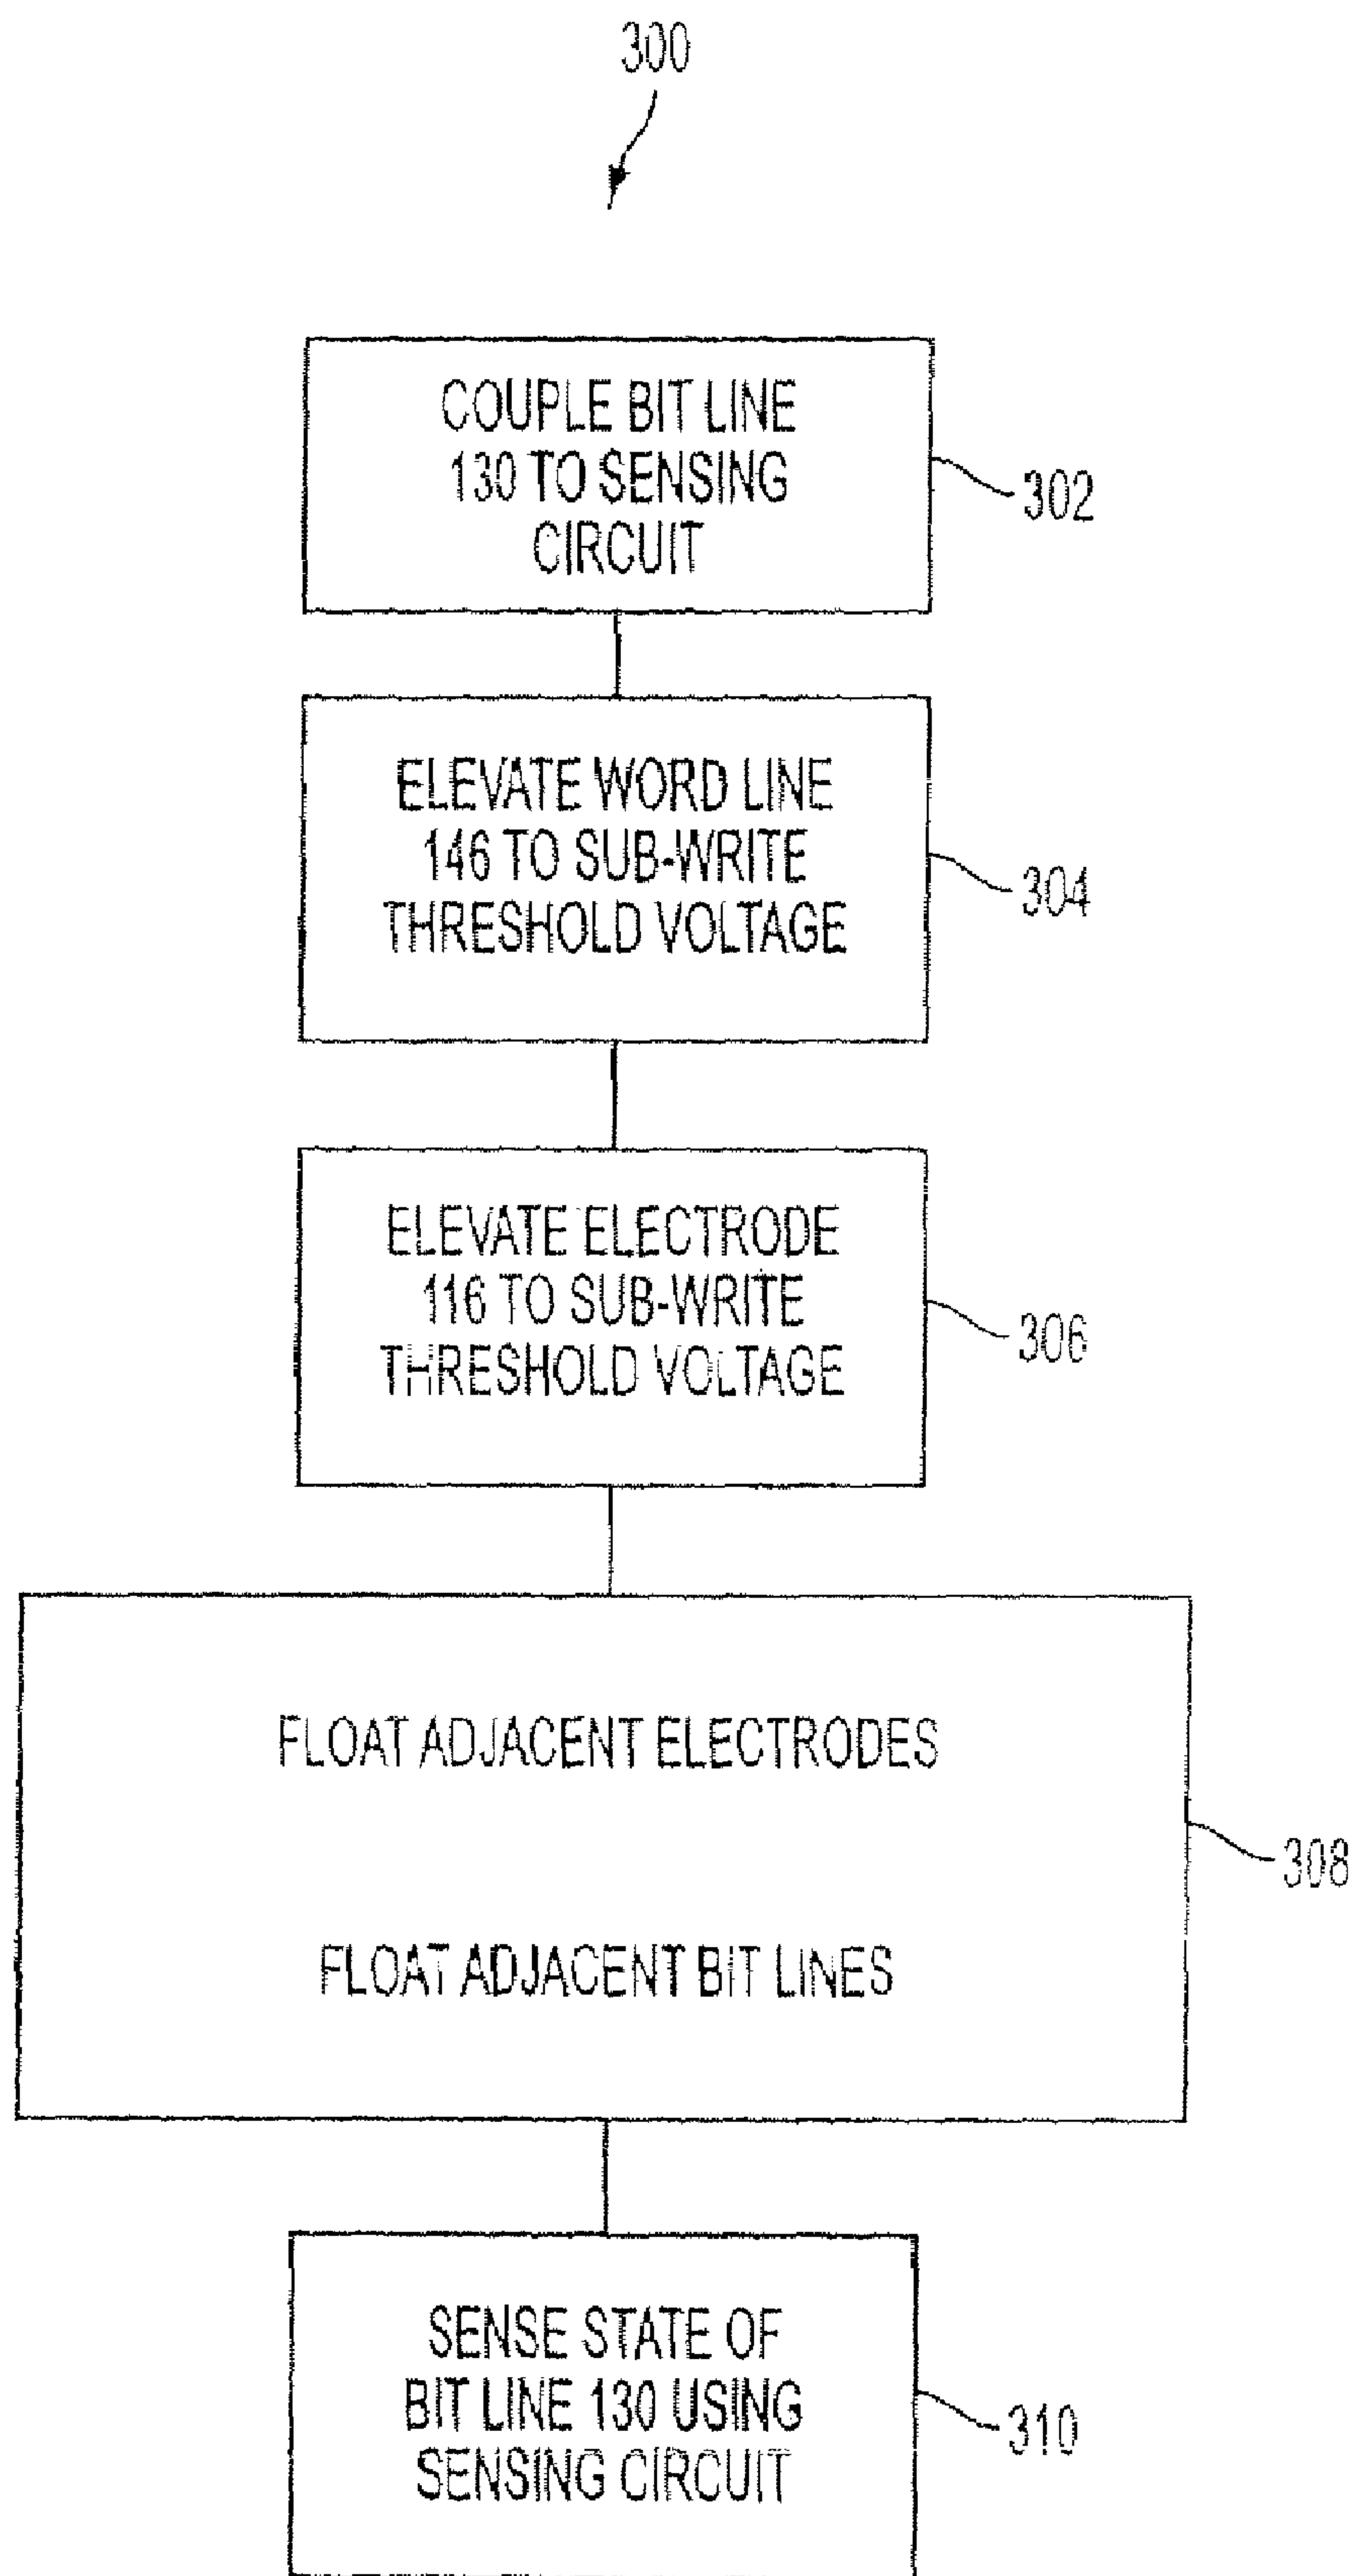 300
COUPLE BIT LINE
130 TO SENSING
CIRCUIT
302
ELEVATE WORD LINE
146 TO SUB-WRITE
THRESHOLD VOLTAGE
304
ELEVATE ELECTRODE
116 TO SUB-WRITE
THRESHOLD VOLTAGE
306
FLOAT ADJACENT ELECTRODES
FLOAT ADJACENT BIT LINES
308
SENSE STATE OF
BIT LINE 130 USING
SENSING CIRCUIT
310